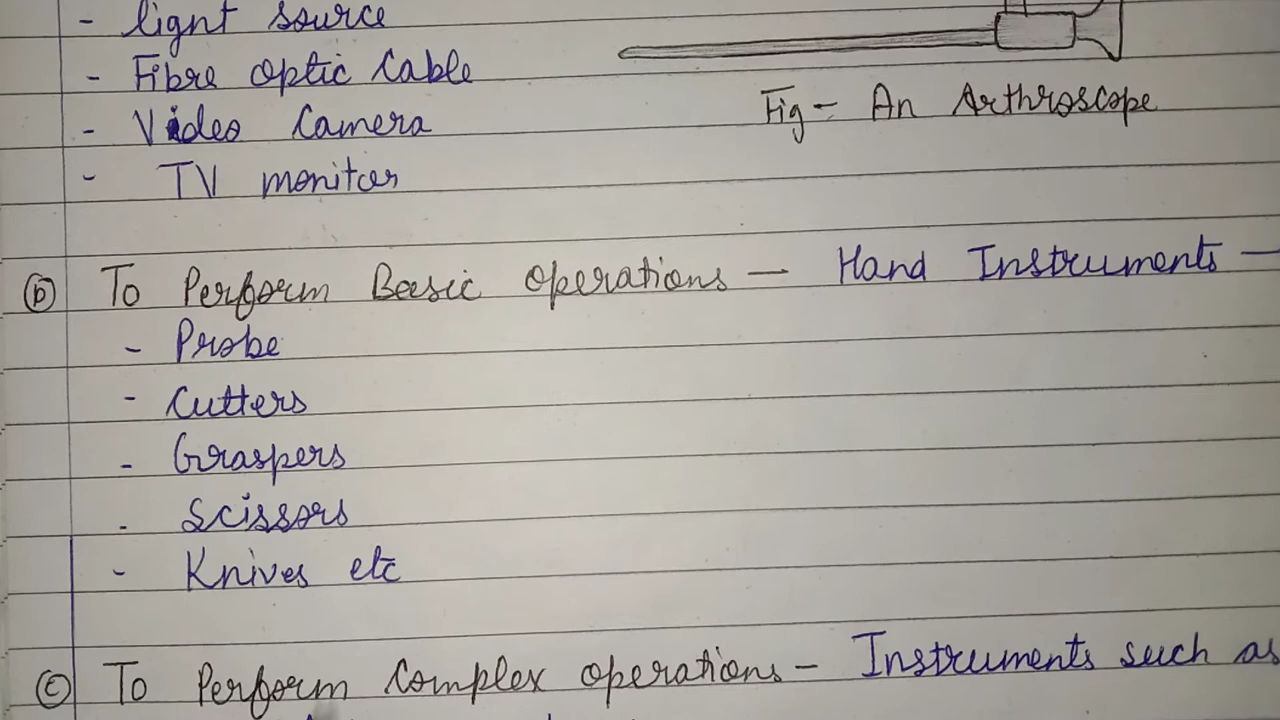 - light source
- Fibre Optic Cable
- Video Camera
Fig - An Arthroscope
- TV monitor
(b) To Perform Basic operations — Hand Instruments —
- Probe
- Cutters
- Graspers
- Scissors
- Knives etc
(c) To Perform Complex operations - Instruments such as